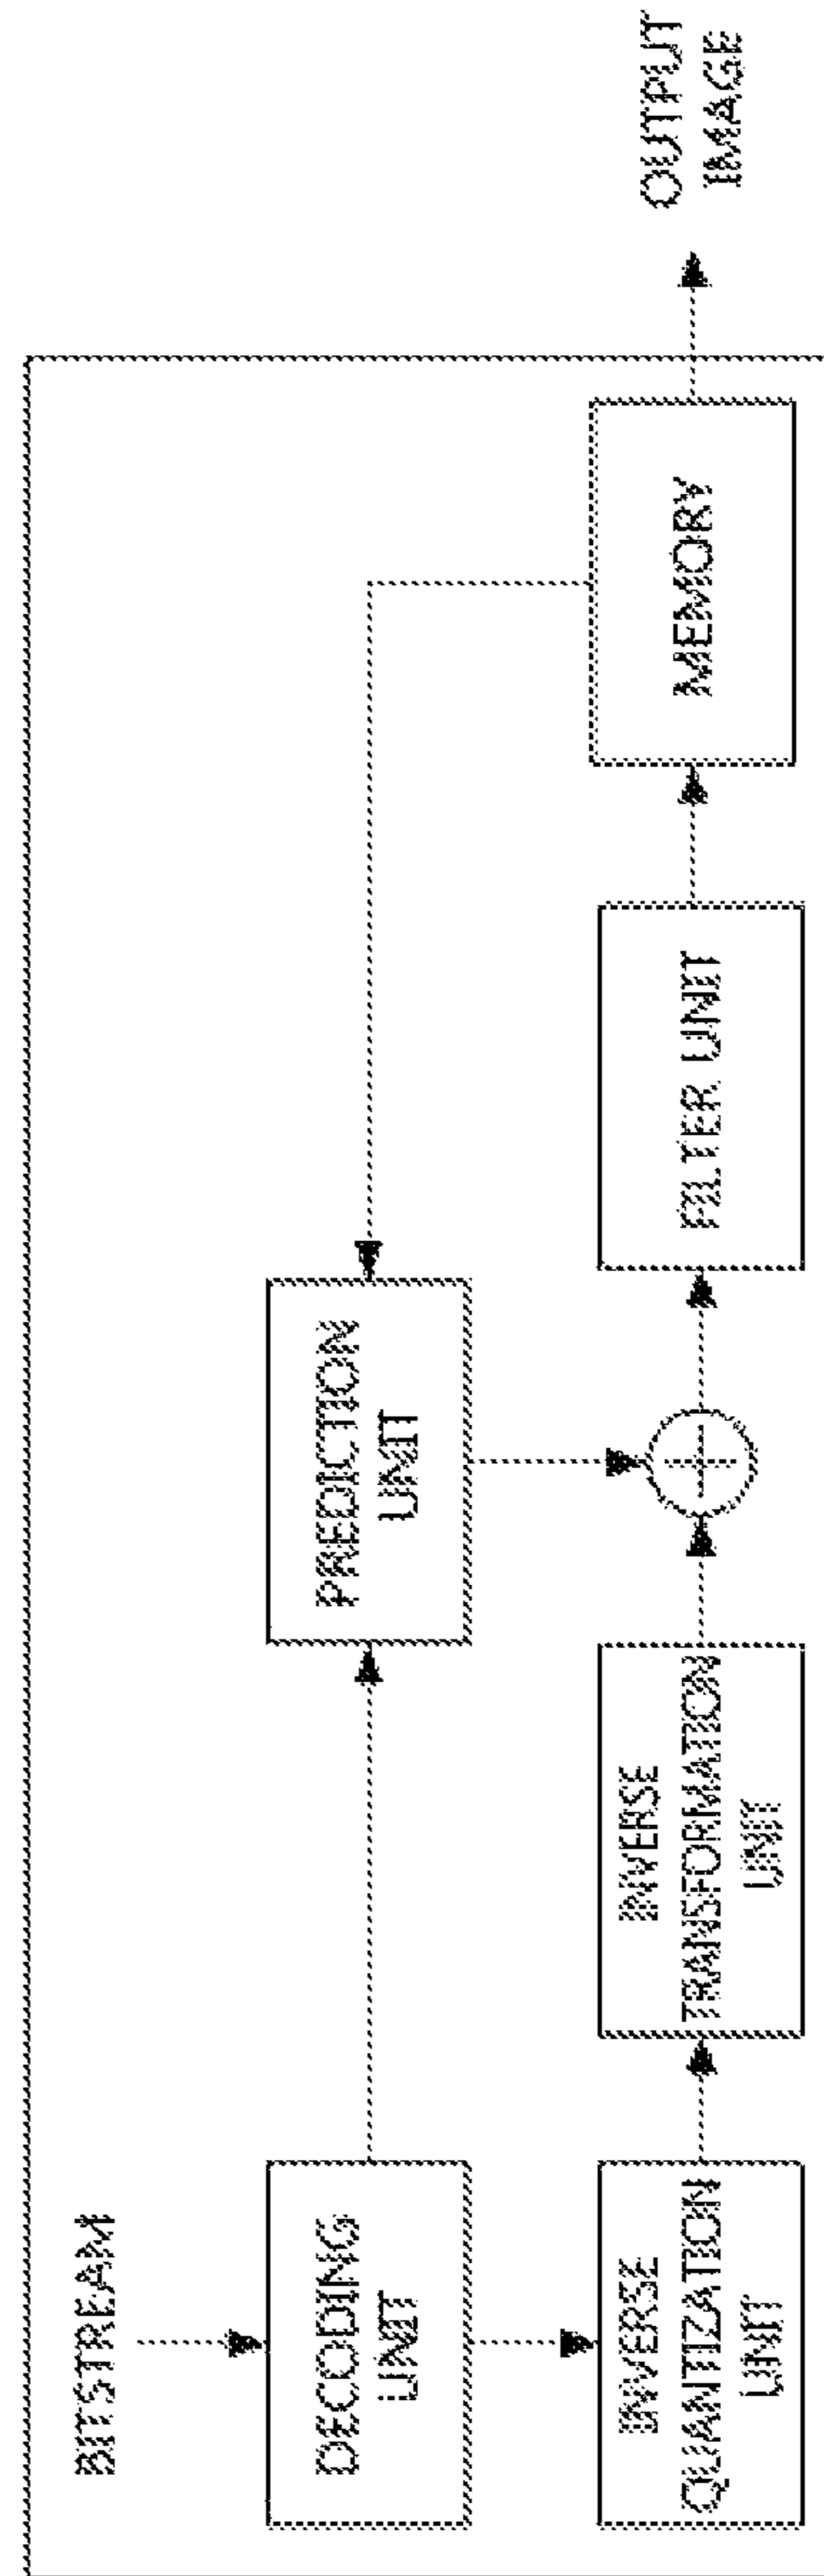 BITSTREAM
DECODING
UNIT
PREDICTION
UNIT
INVERSE
QUANTIZATION
UNIT
INVERSE
TRANSFORMATION
UNIT
FILTER UNIT
MEMORY
OUTPUT
IMAGE